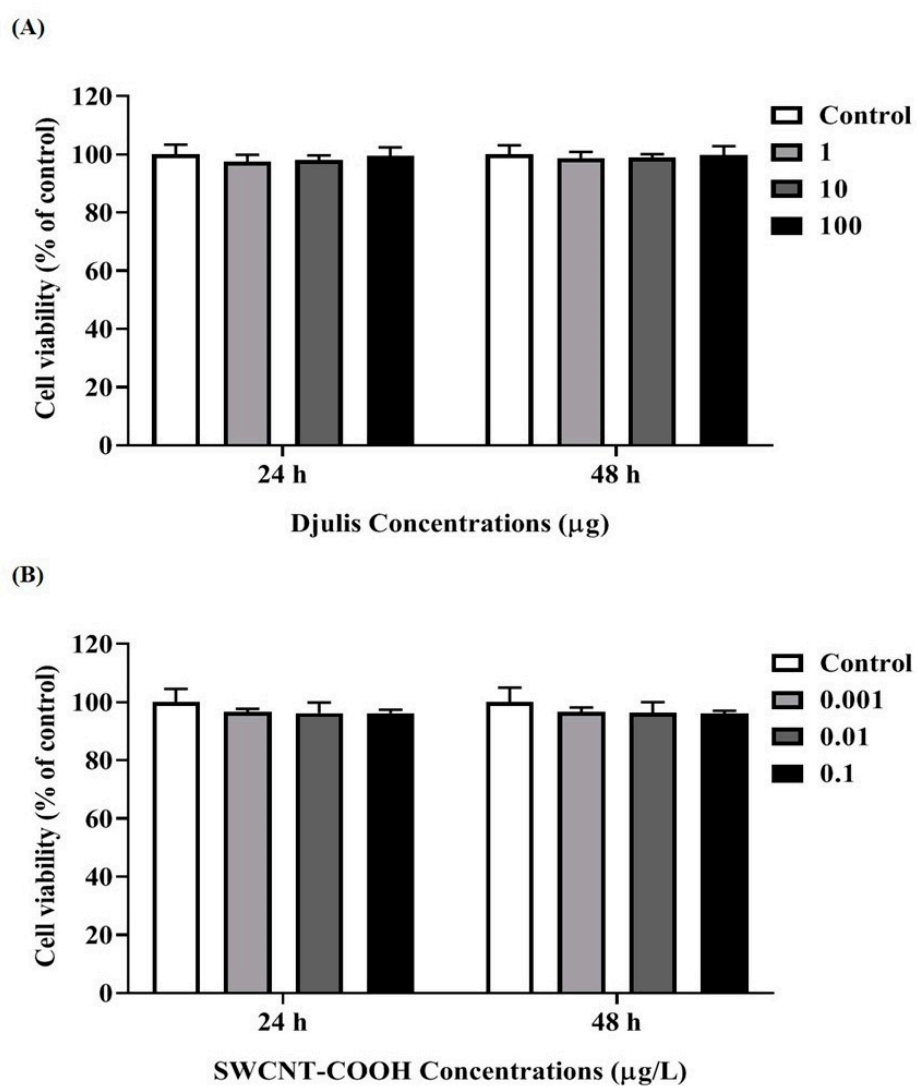 (A)
Cell viability (% of control)
120
100
80
60
40
20
0
24 h
48 h
Djulis Concentrations (μg)
Control
1
10
100
(B)
Cell viability (% of control)
120
100
80
60
40
20
0
24 h
48 h
SWCNT-COOH Concentrations (μg/L)
Control
0.001
0.01
0.1